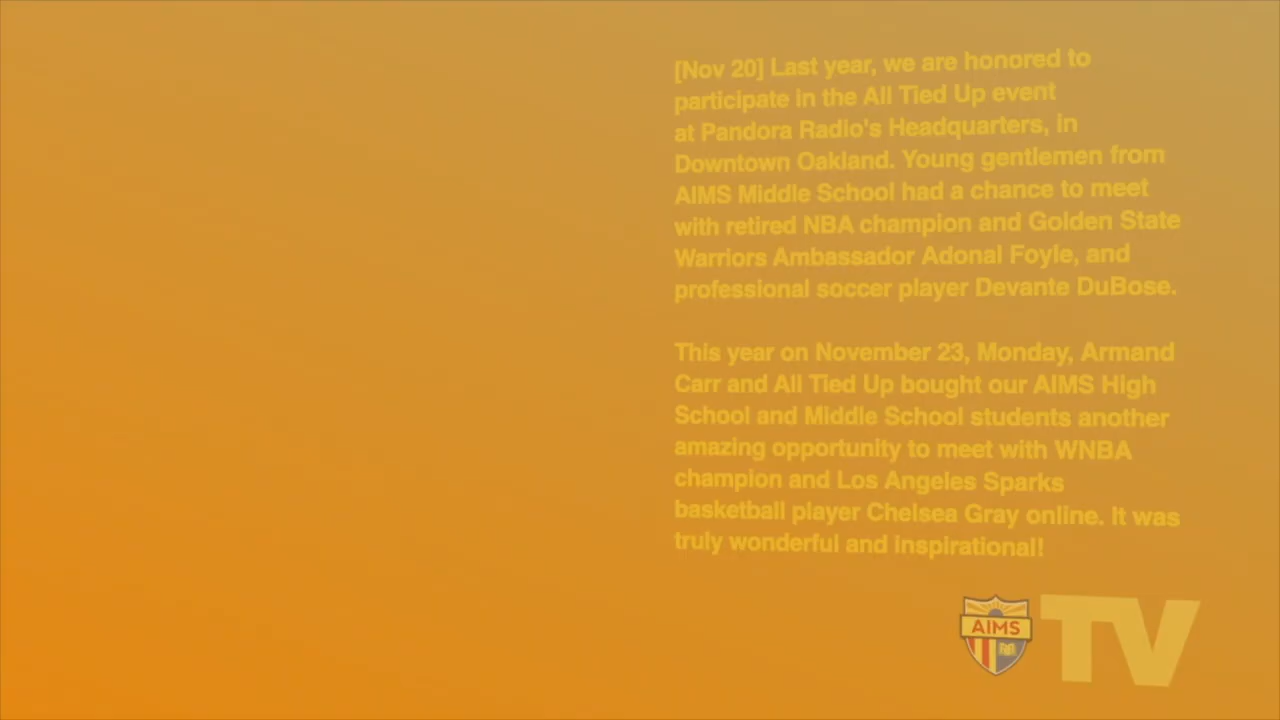 [Nov 20] Last year, we are honored to
participate in the All Tied Up event
at Pandora Radio's Headquarters, in
Downtown Oakland. Young gentlemen from
AIMS Middle School had a chance to meet
with retired NBA champion and Golden State
Warriors Ambassador Adonal Foyle, and
professional soccer player Devante DuBose.
This year on November 23, Monday, Armand
Carr and All Tied Up bought our AIMS High
School and Middle School students another
amazing opportunity to meet with WNBA
champion and Los Angeles Sparks
basketball player Chelsea Gray online. It was
truly wonderful and inspirational!
AIMS TV